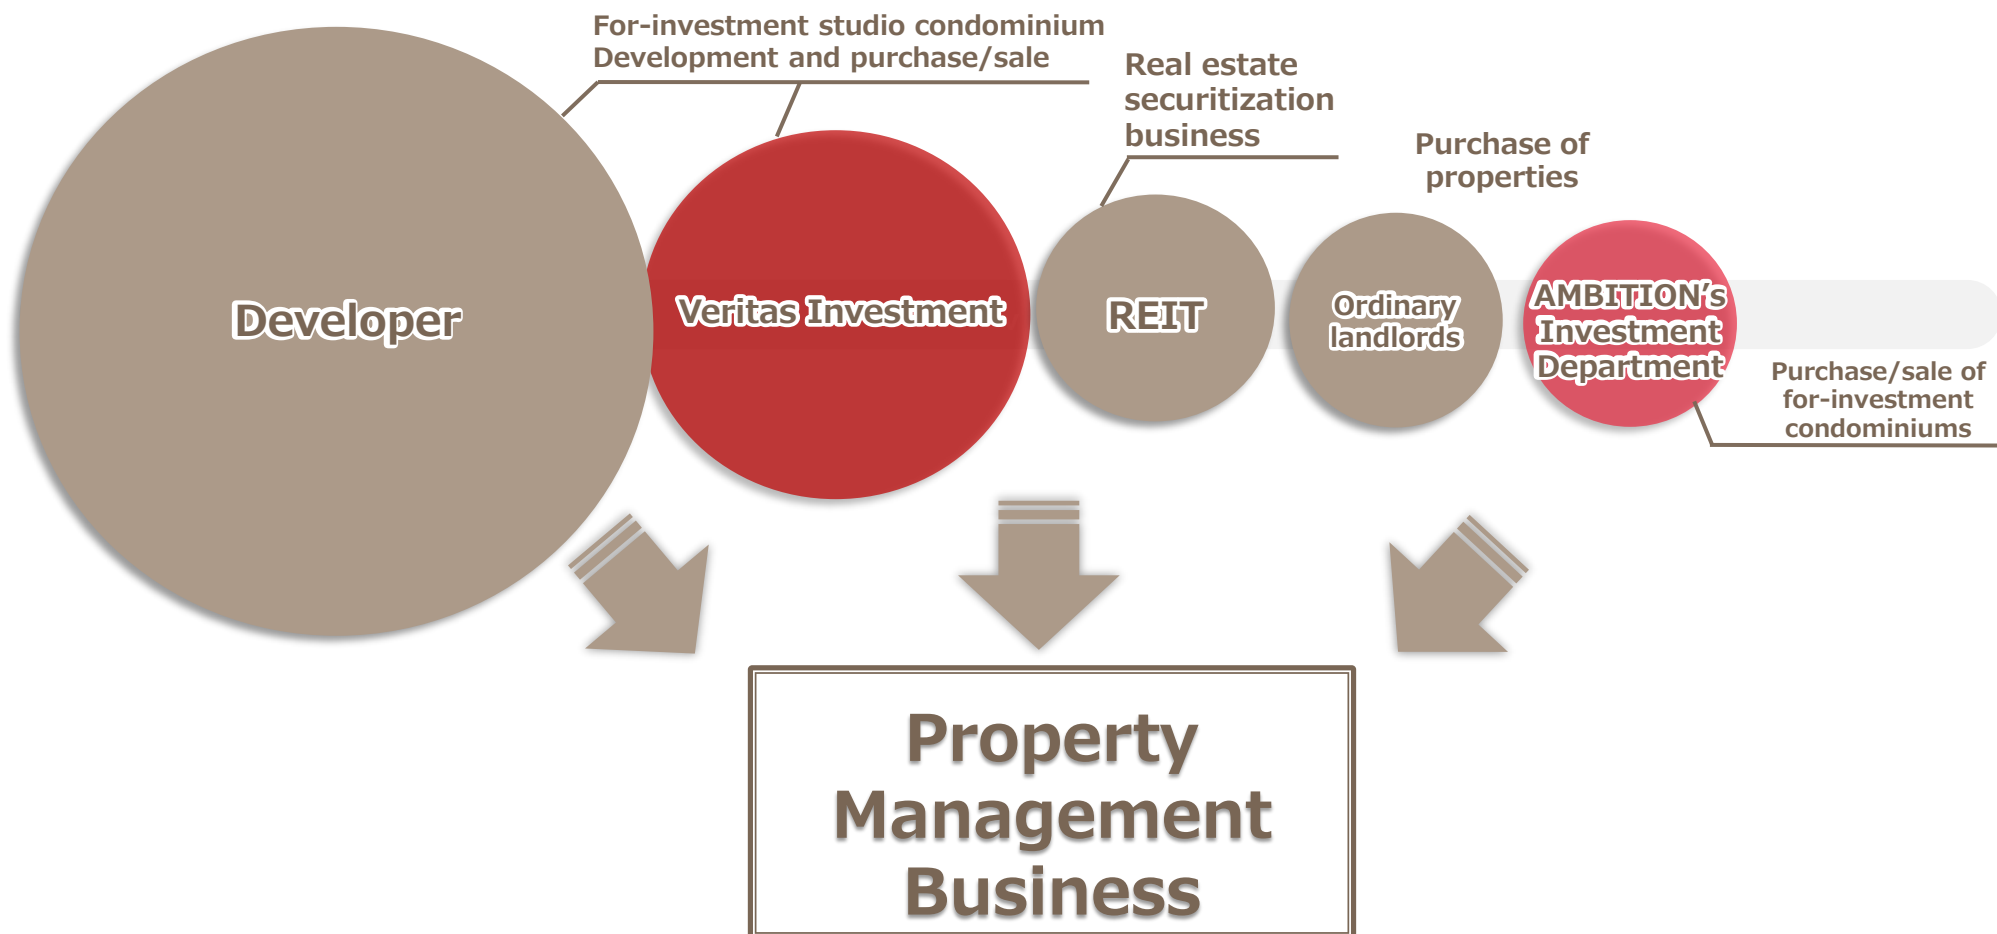 For-investment studio condominium
Development and purchase/sale
Real estate
securitization
business
Purchase of
properties
Developer
Veritas Investment
REIT
Ordinary
landlords
AMBITION's
Investment
Department
Purchase/sale of
for-investment
condominiums
Property
Management
Business